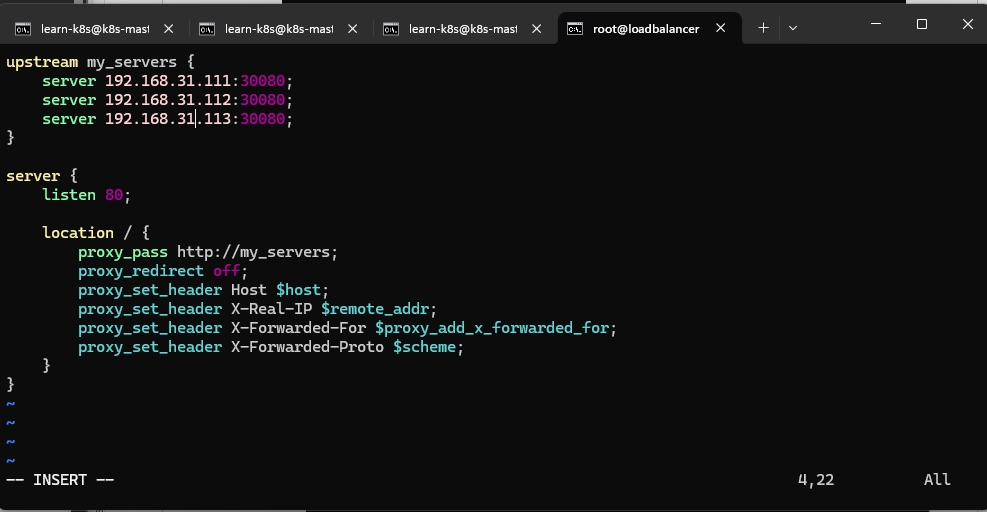 learn-k8s@k8s-mast learn-k8s@k8s-mast learn-k8s@k8s-mast root@loadbalancer
upstream my_servers {
    server 192.168.31.111:30080;
    server 192.168.31.112:30080;
    server 192.168.31.113:30080;
}

server {
    listen 80;

    location / {
        proxy_pass http://my_servers;
        proxy_redirect off;
        proxy_set_header Host $host;
        proxy_set_header X-Real-IP $remote_addr;
        proxy_set_header X-Forwarded-For $proxy_add_x_forwarded_for;
        proxy_set_header X-Forwarded-Proto $scheme;
    }
}
~
~
~
~
-- INSERT -- 4,22 All